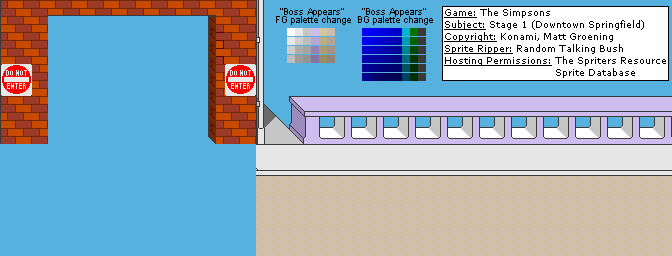 "Boss Appears"
FG palette change
"Boss Appears"
BG palette change
Game: The Simpsons
Subject: Stage 1 (Downtown Springfield)
Copyright: Konami, Matt Groening
Sprite Ripper: Random Talking Bush
Hosting Permissions: The Spriters Resource
Sprite Database
DO NOT
ENTER
DO NOT
ENTER